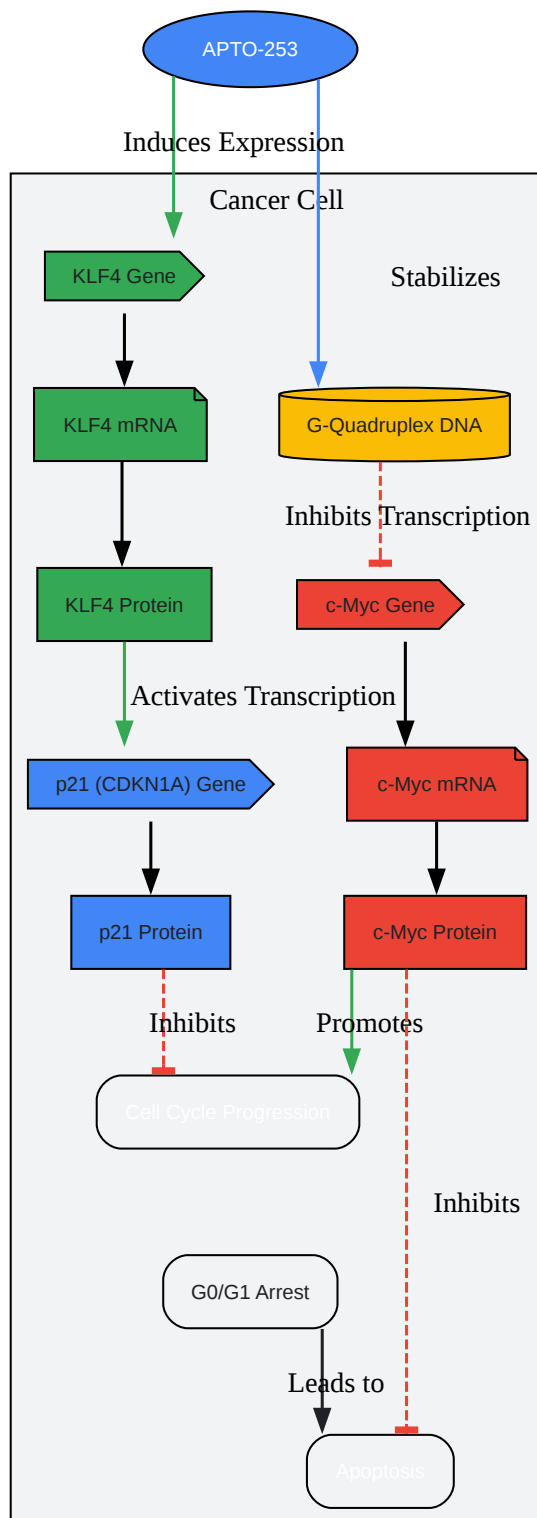 APTO-253
Induces Expression
Cancer Cell
KLF4 Gene
Stabilizes
KLF4 mRNA
G-Quadruplex DNA
Inhibits Transcription
KLF4 Protein
c-Myc Gene
Activates Transcription
p21 (CDKN1A) Gene
c-Myc mRNA
p21 Protein
c-Myc Protein
Inhibits
Promotes
Cell Cycle Progression
Inhibits
G0/G1 Arrest
Leads to
Apoptosis